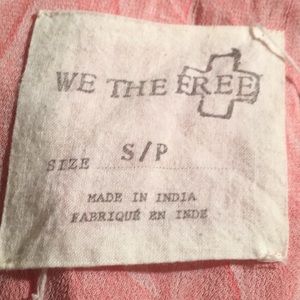 WE THE FREE
SIZE S/P
MADE IN INDIA
FABRIQUÉ EN INDE